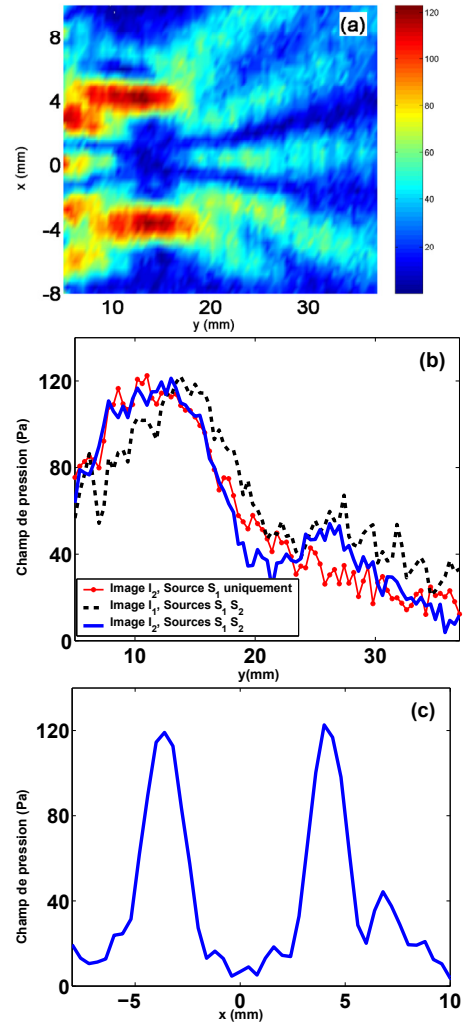 (a)
8
4
0
-4
-8
x (mm)
10
20
30
y (mm)
120
100
80
60
40
20
(b)
120
80
40
0
Champ de pression (Pa)
Image I2, Source S1 uniquement
Image I1, Sources S1 S2
Image I2, Sources S1 S2
10
20
30
y(mm)
(c)
120
80
40
0
Champ de pression (Pa)
−5
0
5
10
x (mm)